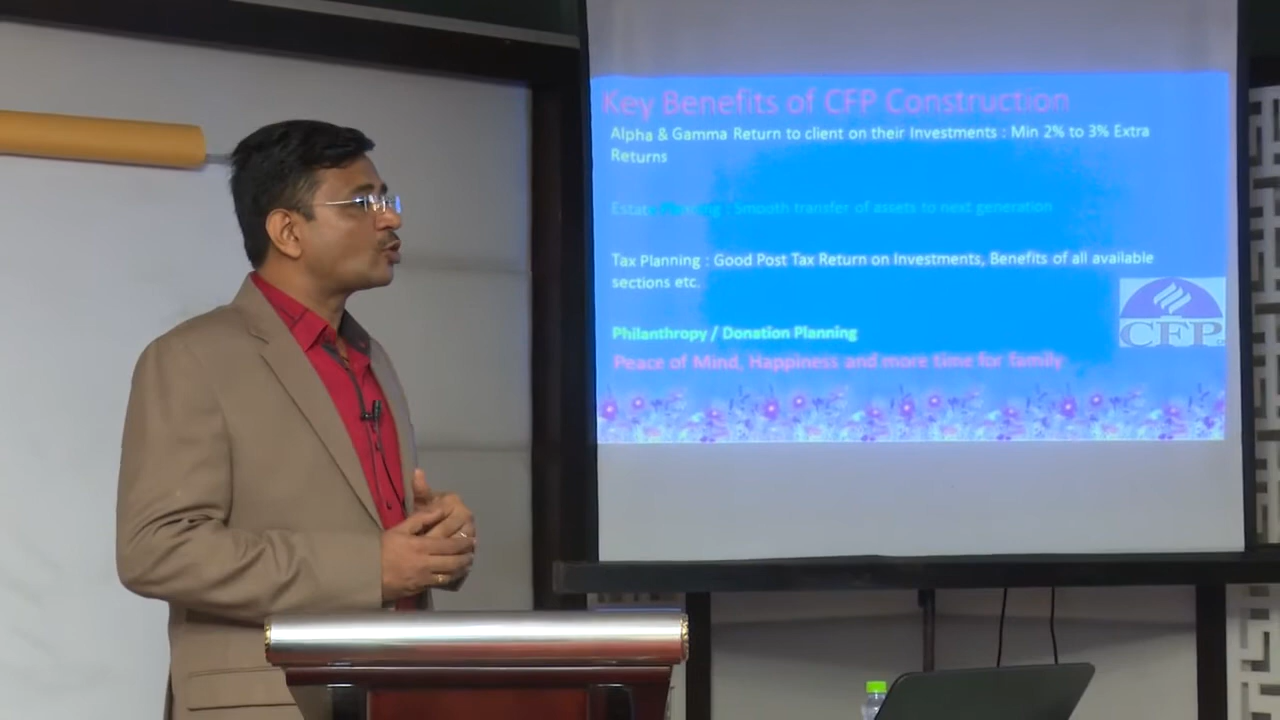 Key Benefits of CFP Construction
Alpha & Gamma Return to client on their Investments : Min 2% to 3% Extra
Returns
Estate Planning : Smooth transfer of assets to next generation
Tax Planning : Good Post Tax Return on Investments, Benefits of all available
sections etc.
CFP
Philanthropy / Donation Planning
Peace of Mind, Happiness and more time for family